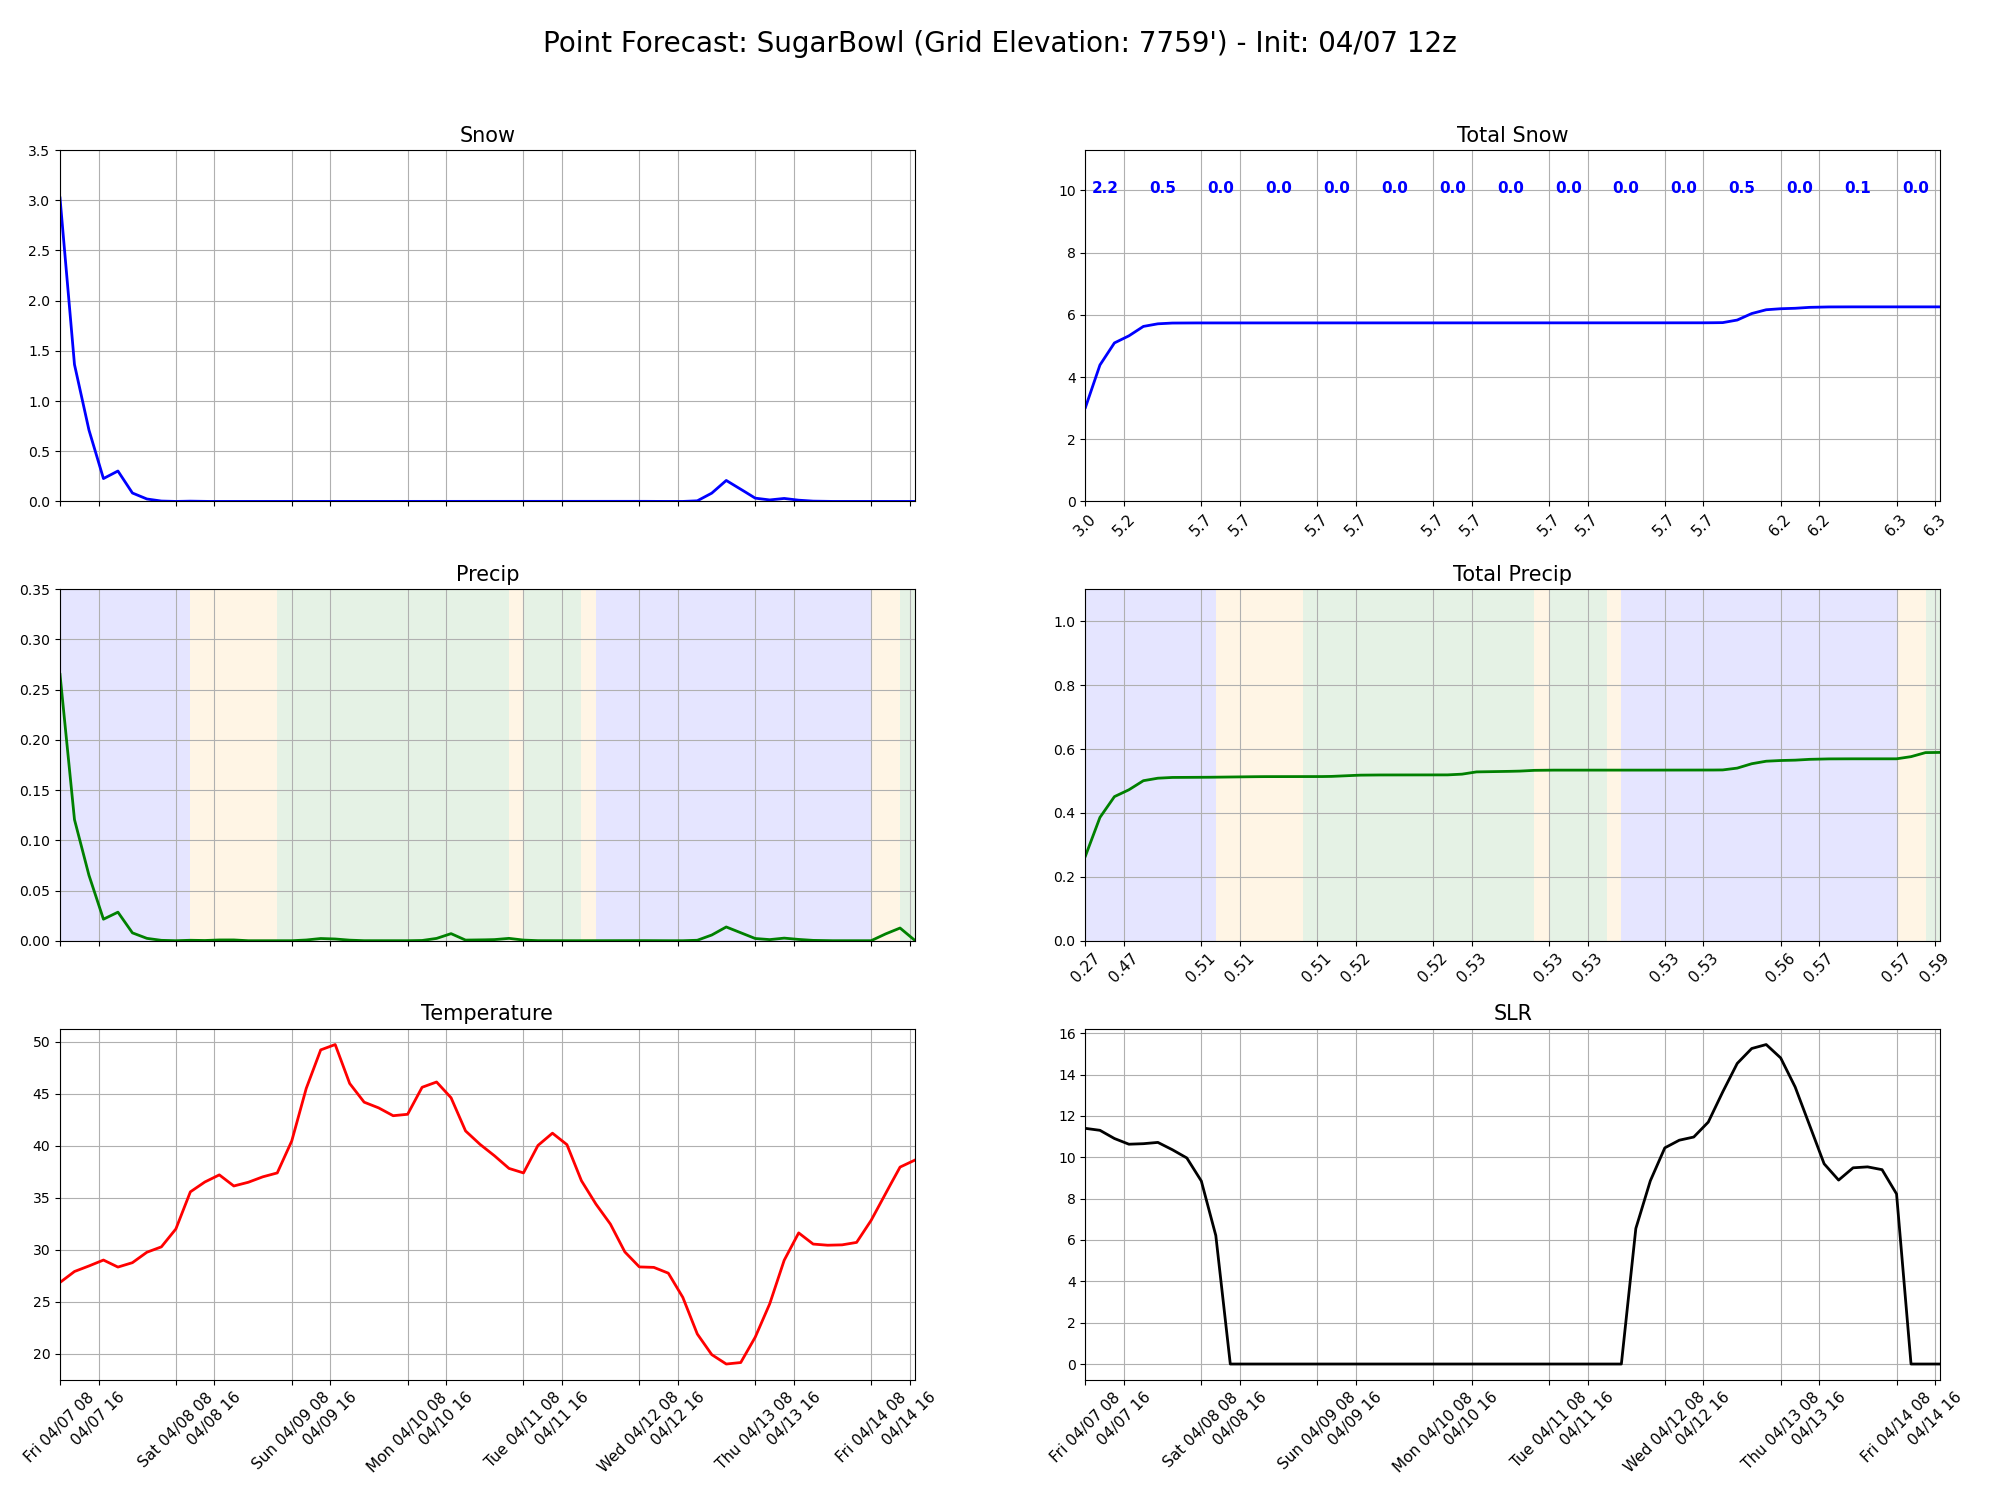 Point Forecast: SugarBowl (Grid Elevation: 7759') - Init: 04/07 12z
Snow
3.5
3.0
2.5
2.0
1.5
1.0
0.5
0.0
Total Snow
10
8
6
4
2
0
2.2 0.5 0.0 0.0 0.0 0.0 0.0 0.0 0.0 0.0 0.0 0.5 0.0 0.1 0.0
3.0 5.2 5.7 5.7 5.7 5.7 5.7 5.7 5.7 5.7 5.7 5.7 6.2 6.2 6.3 6.3
Precip
0.35
0.30
0.25
0.20
0.15
0.10
0.05
0.00
Total Precip
1.0
0.8
0.6
0.4
0.2
0.0
0.27 0.47 0.51 0.51 0.51 0.52 0.52 0.53 0.53 0.53 0.53 0.53 0.56 0.57 0.57 0.59
Temperature
50
45
40
35
30
25
20
Fri 04/07 08
04/07 16
Sat 04/08 08
04/08 16
Sun 04/09 08
04/09 16
Mon 04/10 08
04/10 16
Tue 04/11 08
04/11 16
Wed 04/12 08
04/12 16
Thu 04/13 08
04/13 16
Fri 04/14 08
04/14 16
SLR
16
14
12
10
8
6
4
2
0
Fri 04/07 08
04/07 16
Sat 04/08 08
04/08 16
Sun 04/09 08
04/09 16
Mon 04/10 08
04/10 16
Tue 04/11 08
04/11 16
Wed 04/12 08
04/12 16
Thu 04/13 08
04/13 16
Fri 04/14 08
04/14 16